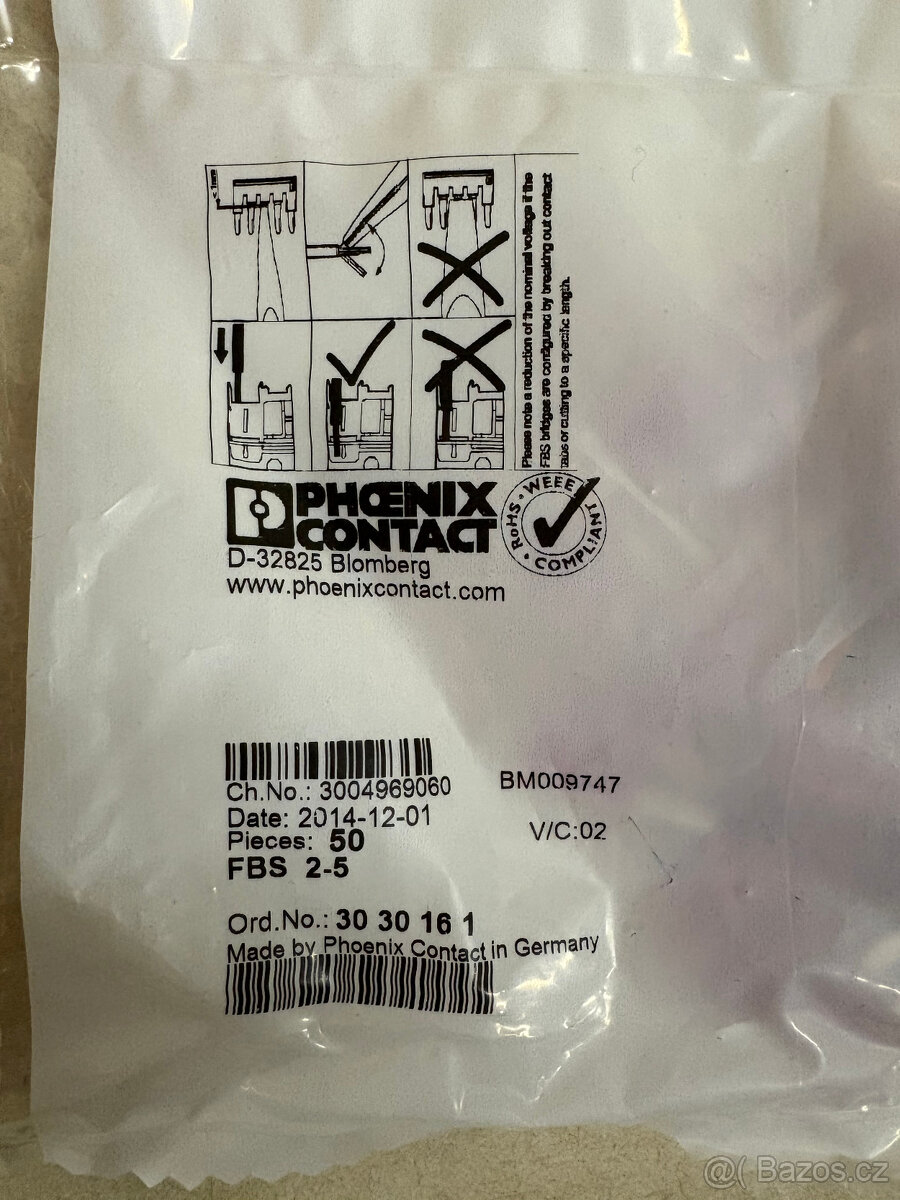 < 1mm
Please note a reduction of the nominal voltage if the
FBS bridges are configured by breaking out contact
tabs or cutting to a specific length.
PHŒNIX
CONTACT
RoHS · WEEE ·
COMPLIANT
D-32825 Blomberg
www.phoenixcontact.com
Ch.No.: 3004969060
BM009747
Date: 2014-12-01
Pieces: 50
V/C:02
FBS 2-5
Ord.No.: 30 30 16 1
Made by Phoenix Contact in Germany
@ Bazos.cz